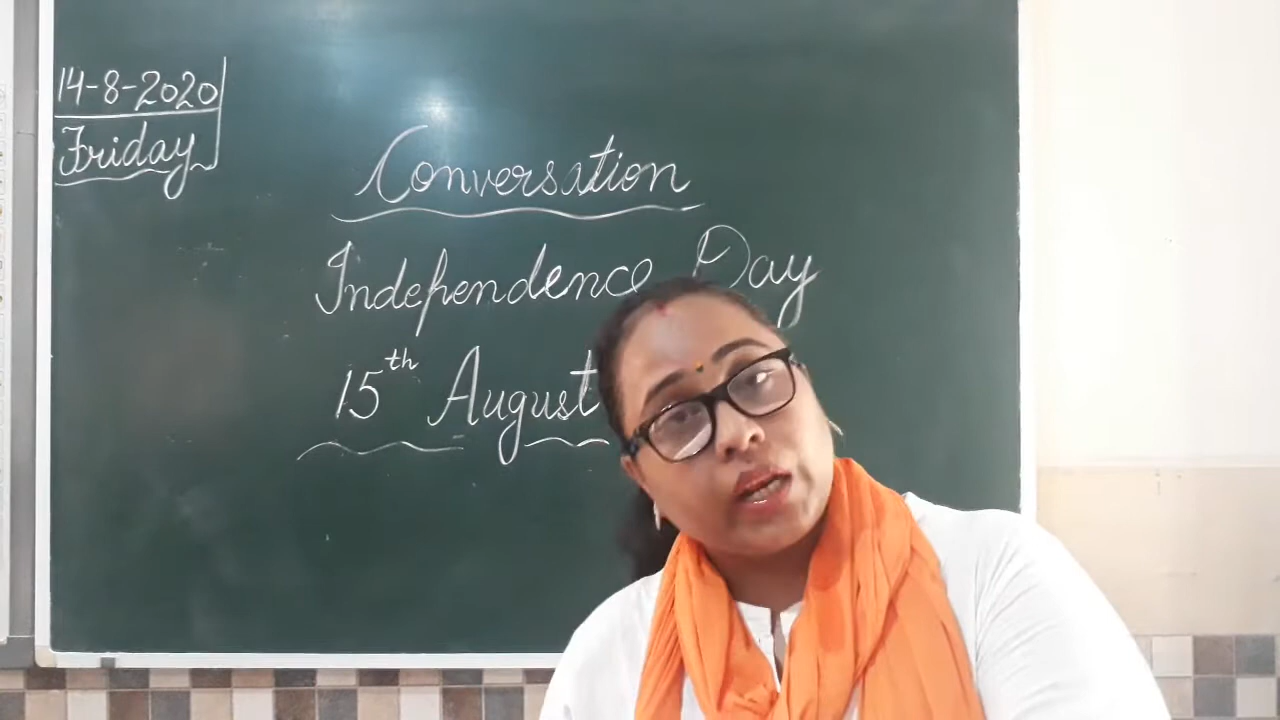 14-8-2020
Friday
Conversation
Independence Day
15th August